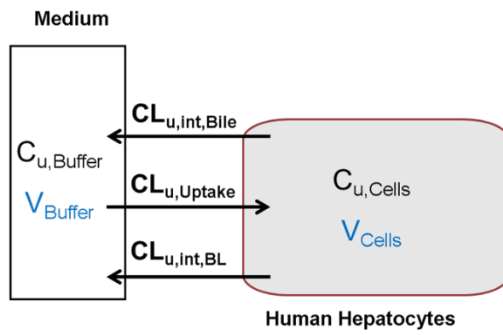 Medium
CLu,int,Bile
Cu,Buffer
CLu,Uptake
VBuffer
Cu,Cells
VCells
CLu,int,BL
Human Hepatocytes